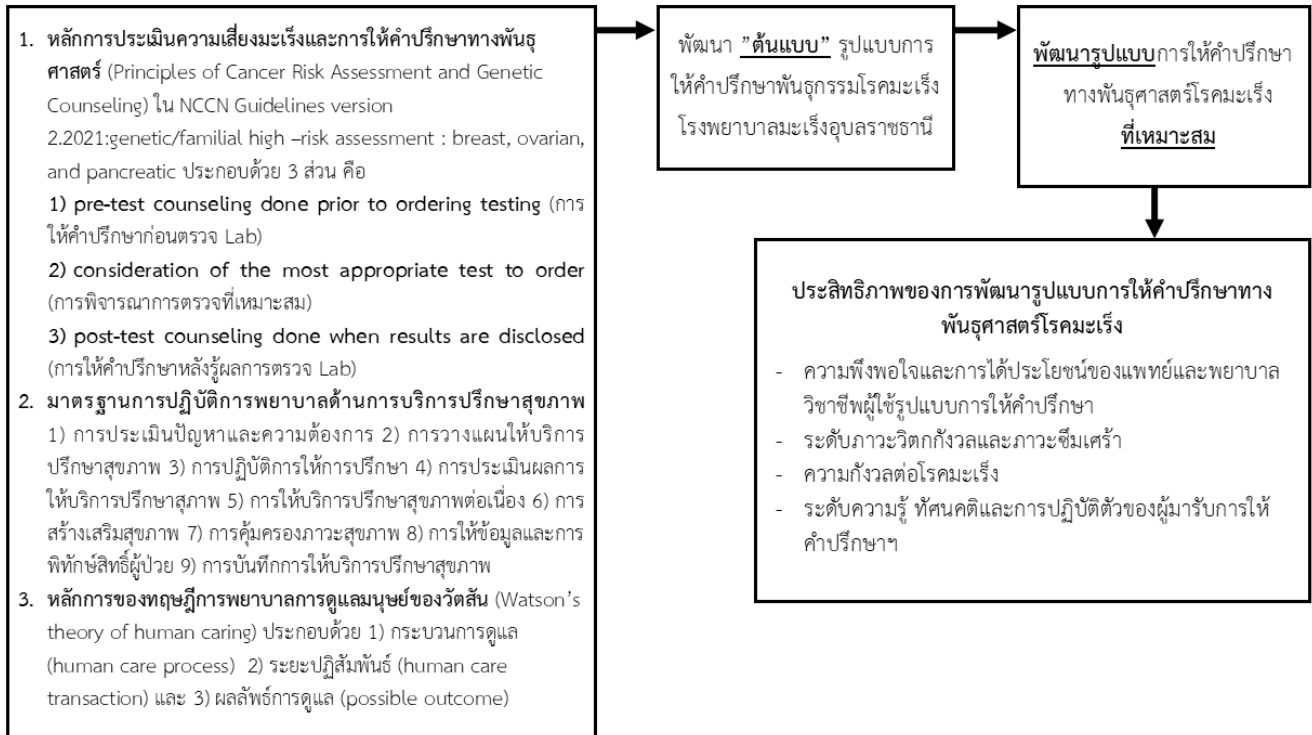 1. หลักการประเมินความเสี่ยงมะเร็งและการให้คำปรึกษาทางพันธุ
ศาสตร์ (Principles of Cancer Risk Assessment and Genetic
Counseling) ใน NCCN Guidelines version
2.2021:genetic/familial high –risk assessment : breast, ovarian,
and pancreatic ประกอบด้วย 3 ส่วน คือ
1) pre-test counseling done prior to ordering testing (การ
ให้คำปรึกษาก่อนตรวจ Lab)
2) consideration of the most appropriate test to order
(การพิจารณาการตรวจที่เหมาะสม)
3) post-test counseling done when results are disclosed
(การให้คำปรึกษาหลังรู้ผลการตรวจ Lab)
2. มาตรฐานการปฏิบัติการพยาบาลด้านการบริการปรึกษาสุขภาพ
1) การประเมินปัญหาและความต้องการ 2) การวางแผนให้บริการ
ปรึกษาสุขภาพ 3) การปฏิบัติการให้การปรึกษา 4) การประเมินผลการ
ให้บริการปรึกษาสุภาพ 5) การให้บริการปรึกษาสุขภาพต่อเนื่อง 6) การ
สร้างเสริมสุขภาพ 7) การคุ้มครองภาวะสุขภาพ 8) การให้ข้อมูลและการ
พิทักษ์สิทธิ์ผู้ป่วย 9) การบันทึกการให้บริการปรึกษาสุขภาพ
3. หลักการของทฤษฎีการพยาบาลการดูแลมนุษย์ของวัตสัน (Watson's
theory of human caring) ประกอบด้วย 1) กระบวนการดูแล
(human care process) 2) ระยะปฏิสัมพันธ์ (human care
transaction) และ 3) ผลลัพธ์การดูแล (possible outcome)
พัฒนา "ต้นแบบ" รูปแบบการ
ให้คำปรึกษาพันธุกรรมโรคมะเร็ง
โรงพยาบาลมะเร็งอุบลราชธานี
พัฒนารูปแบบการให้คำปรึกษา
ทางพันธุศาสตร์โรคมะเร็ง
ที่เหมาะสม
ประสิทธิภาพของการพัฒนารูปแบบการให้คำปรึกษาทาง
พันธุศาสตร์โรคมะเร็ง
- ความพึงพอใจและการได้ประโยชน์ของแพทย์และพยาบาล
วิชาชีพผู้ใช้รูปแบบการให้คำปรึกษา
- ระดับภาวะวิตกกังวลและภาวะซึมเศร้า
- ความกังวลต่อโรคมะเร็ง
- ระดับความรู้ ทัศนคติและการปฏิบัติตัวของผู้มารับการให้
คำปรึกษาฯ